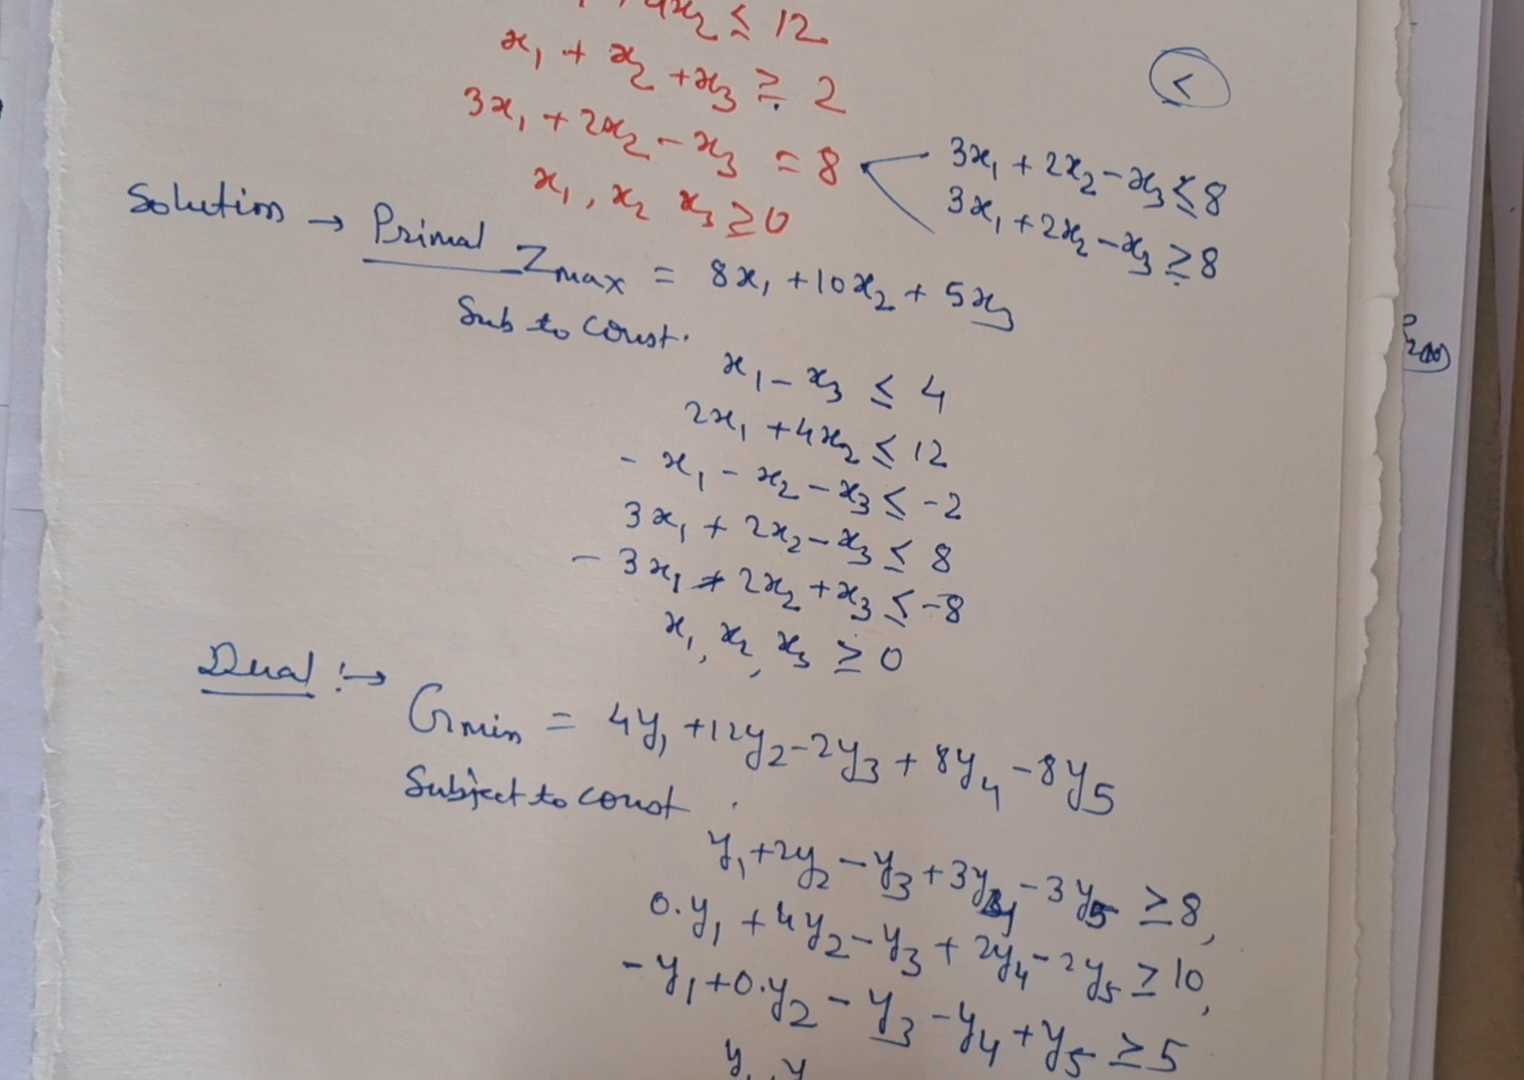 x₂ ≤ 12
x₁ + x₂ + x₃ ≥ 2
<
3x₁ + 2x₂ - x₃ = 8
3x₁ + 2x₂ - x₃ ≤ 8
3x₁ + 2x₂ - x₃ ≥ 8
x₁, x₂ x₃ ≥ 0
Solution → Primal Zmax = 8x₁ + 10x₂ + 5x₃
Sub to const.
x₁ - x₃ ≤ 4
2x₁ + 4x₂ ≤ 12
- x₁ - x₂ - x₃ ≤ -2
3x₁ + 2x₂ - x₃ ≤ 8
- 3x₁ - 2x₂ + x₃ ≤ -8
x₁, x₂, x₃ ≥ 0
Dual :→
Gmin = 4y₁ + 12y₂ - 2y₃ + 8y₄ - 8y₅
Subject to const
y₁ + 2y₂ - y₃ + 3y₄ - 3y₅ ≥ 8,
0.y₁ + 4y₂ - y₃ + 2y₄ - 2y₅ ≥ 10,
- y₁ + 0.y₂ - y₃ - y₄ + y₅ ≥ 5
y₁, y